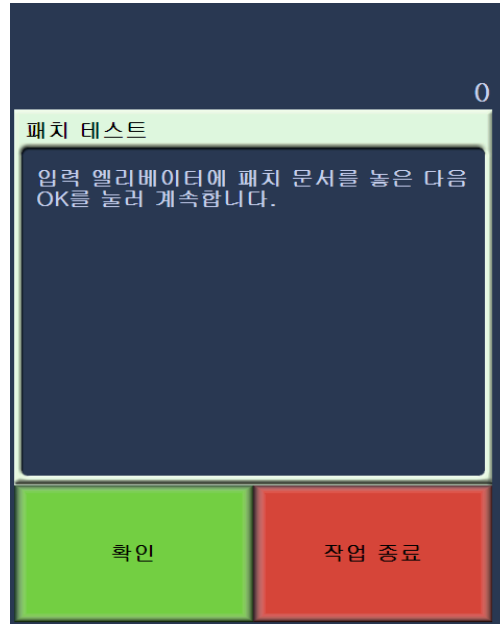 0
패치 테스트
입력 엘리베이터에 패치 문서를 놓은 다음
OK를 눌러 계속합니다.
확인
작업 종료